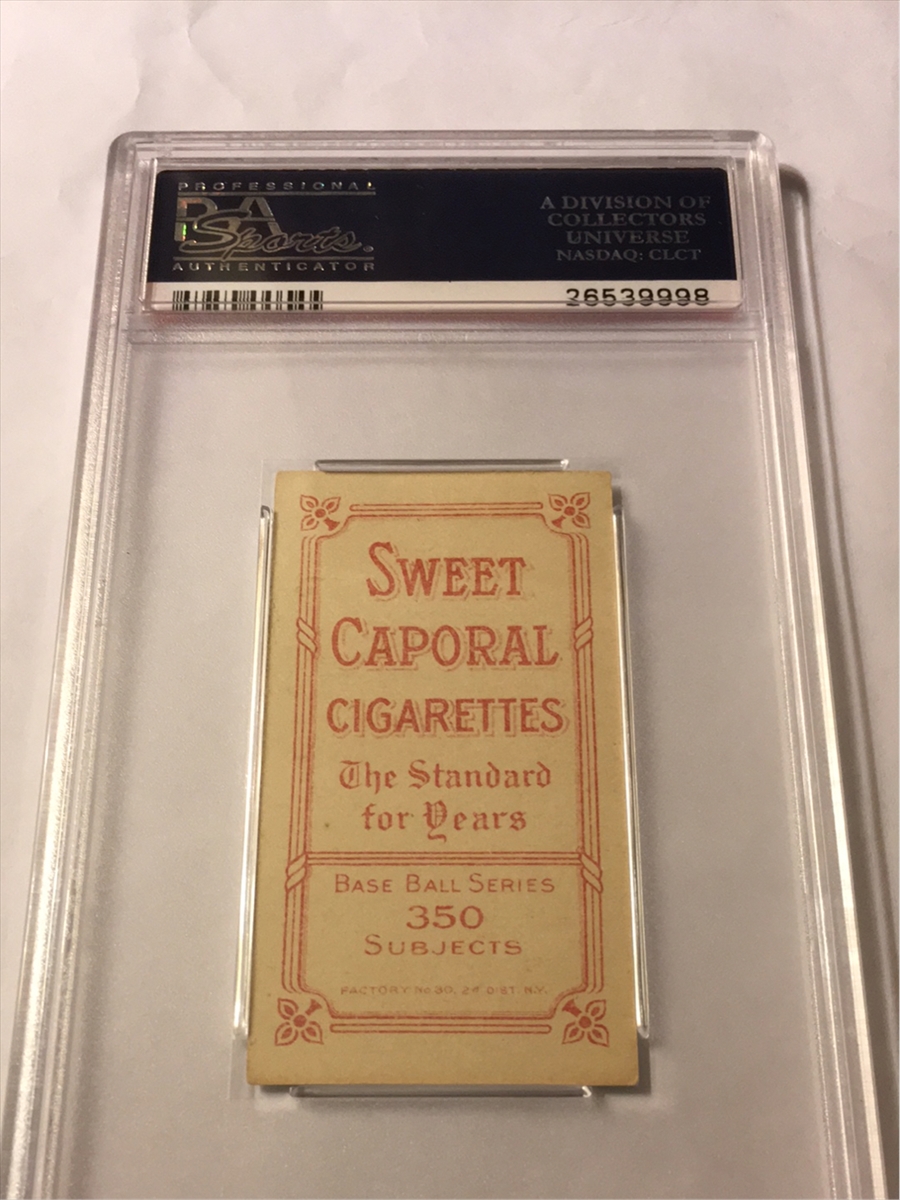 PROFESSIONAL
PSA
Sports.
AUTHENTICATOR
A DIVISION OF
COLLECTORS
UNIVERSE
NASDAQ: CLCT
26539998
SWEET
CAPORAL
CIGARETTES
The Standard
for Years
BASE BALL SERIES
350
SUBJECTS
FACTORY No 30, 2d DIST. N.Y.